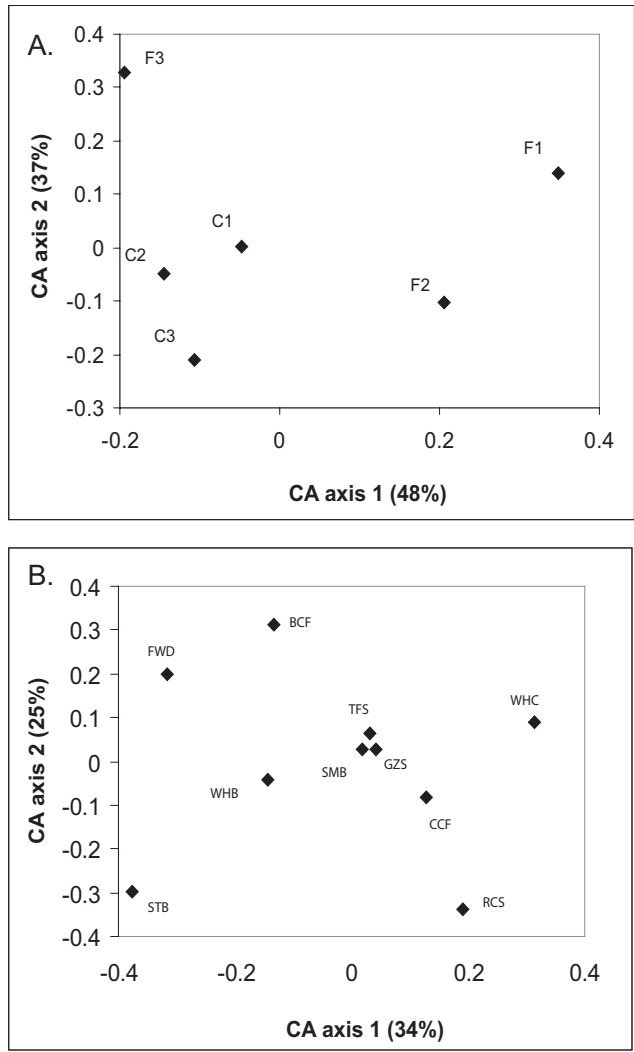 A.
0.4
F3
0.3
0.2
F1
0.1
C1
0
C2
F2
-0.1
C3
-0.2
-0.3
-0.2
0
0.2
0.4
CA axis 2 (37%)
CA axis 1 (48%)
B.
0.4
0.3
BCF
FWD
0.2
TFS
WHC
0.1
0
SMB
GZS
WHB
-0.1
CCF
-0.2
-0.3
STB
RCS
-0.4
-0.4
-0.2
0
0.2
0.4
CA axis 2 (25%)
CA axis 1 (34%)